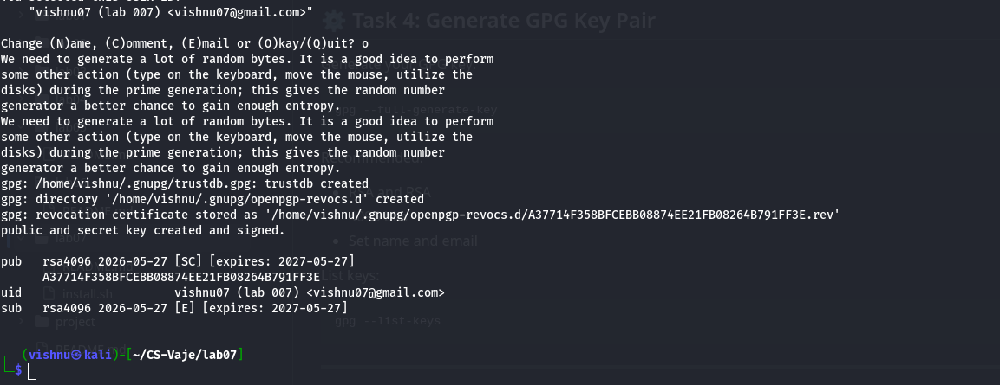 "vishnu07 (lab 007) <vishnu07@gmail.com>"
Task 4: Generate GPG Key Pair
Change (N)ame, (C)omment, (E)mail or (O)kay/(Q)uit? o
We need to generate a lot of random bytes. It is a good idea to perform
some other action (type on the keyboard, move the mouse, utilize the
disks) during the prime generation; this gives the random number
generator a better chance to gain enough entropy.
gpg --full-generate-key
We need to generate a lot of random bytes. It is a good idea to perform
some other action (type on the keyboard, move the mouse, utilize the
disks) during the prime generation; this gives the random number
Recommended:
generator a better chance to gain enough entropy.
gpg: /home/vishnu/.gnupg/trustdb.gpg: trustdb created
RSA and RSA
gpg: directory '/home/vishnu/.gnupg/openpgp-revocs.d' created
gpg: revocation certificate stored as '/home/vishnu/.gnupg/openpgp-revocs.d/A37714F358BFCEBB08874EE21FB08264B791FF3E.rev'
public and secret key created and signed.
lab07
Set name and email
pub   rsa4096 2026-05-27 [SC] [expires: 2027-05-27]
README.md
A37714F358BFCEBB08874EE21FB08264B791FF3E
List keys:
uid                      vishnu07 (lab 007) <vishnu07@gmail.com>
install.sh
sub   rsa4096 2026-05-27 [E] [expires: 2027-05-27]
project
gpg --list-keys
README.md
(vishnu㉿kali)-[~/CS-Vaje/lab07]
$